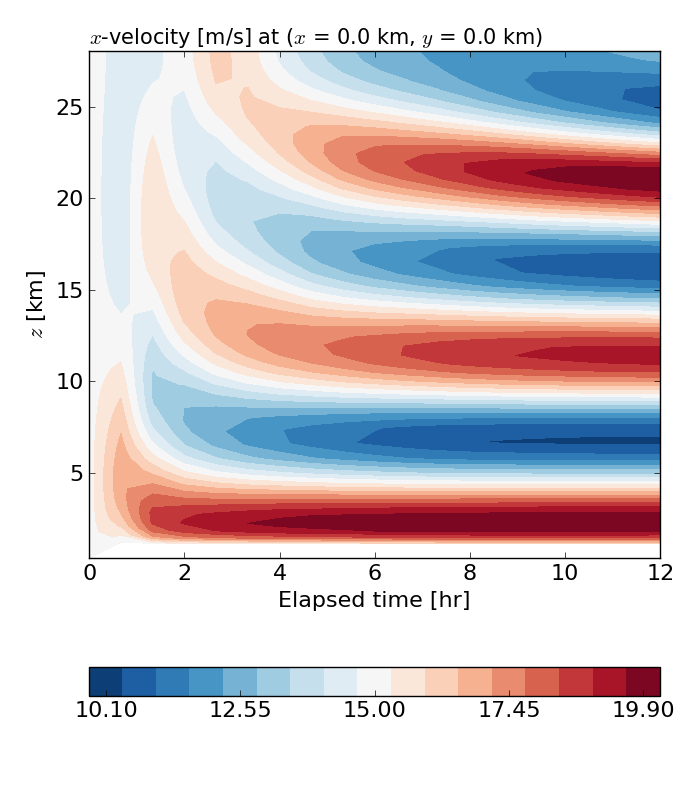 x-velocity [m/s] at (x = 0.0 km, y = 0.0 km)
25
20
15
10
5
z [km]
0 2 4 6 8 10 12
Elapsed time [hr]
10.10 12.55 15.00 17.45 19.90